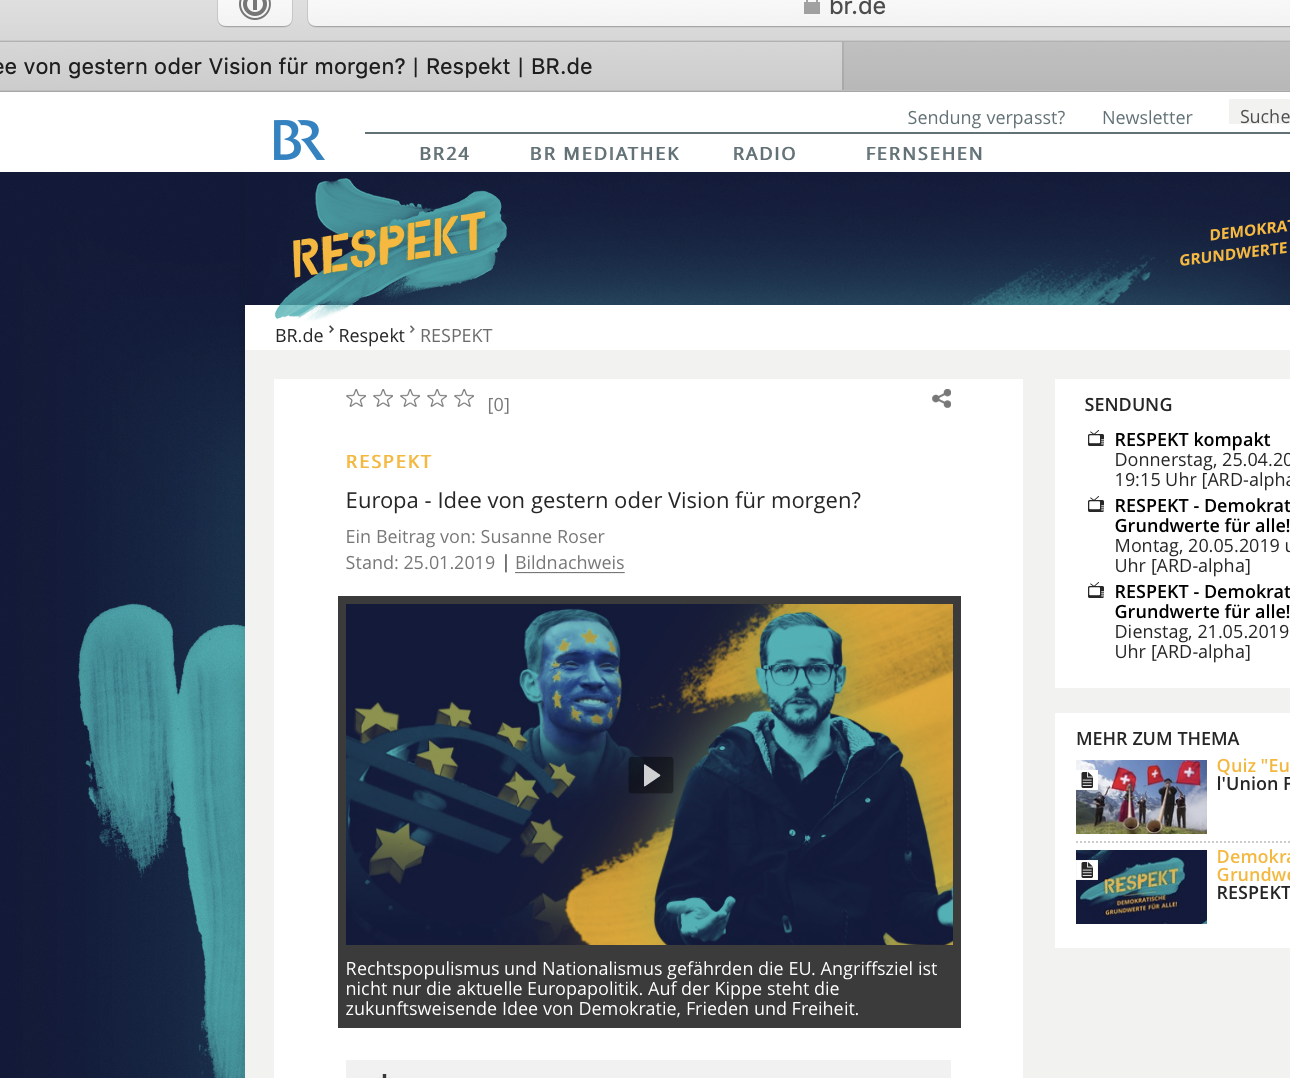 br.de
ee von gestern oder Vision für morgen? | Respekt | BR.de
Sendung verpasst?
Newsletter
Suche
BR
BR24
BR MEDIATHEK
RADIO
FERNSEHEN
RESPEKT
DEMOKRAT
GRUNDWERTE
BR.de › Respekt › RESPEKT
[0]
RESPEKT
Europa - Idee von gestern oder Vision für morgen?
Ein Beitrag von: Susanne Roser
Stand: 25.01.2019 | Bildnachweis
Rechtspopulismus und Nationalismus gefährden die EU. Angriffsziel ist
nicht nur die aktuelle Europapolitik. Auf der Kippe steht die
zukunftsweisende Idee von Demokratie, Frieden und Freiheit.
SENDUNG
RESPEKT kompakt
Donnerstag, 25.04.20
19:15 Uhr [ARD-alpha
RESPEKT - Demokrat
Grundwerte für alle!
Montag, 20.05.2019 u
Uhr [ARD-alpha]
RESPEKT - Demokrat
Grundwerte für alle!
Dienstag, 21.05.2019
Uhr [ARD-alpha]
MEHR ZUM THEMA
Quiz "Eu
l'Union F
RESPEKT
DEMOKRATISCHE
GRUNDWERTE FÜR ALLE!
Demokra
Grundwe
RESPEKT